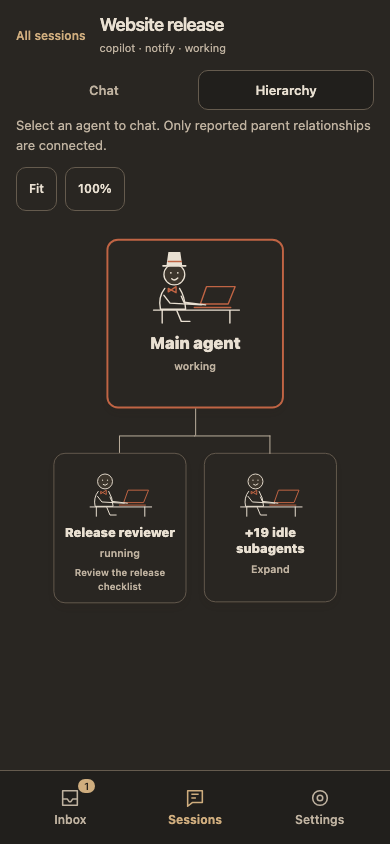 All sessions
Website release
copilot · notify · working
Chat
Hierarchy
Select an agent to chat. Only reported parent relationships
are connected.
Fit
100%
Main agent
working
Release reviewer
running
Review the release
checklist
+19 idle
subagents
Expand
1
Inbox
Sessions
Settings